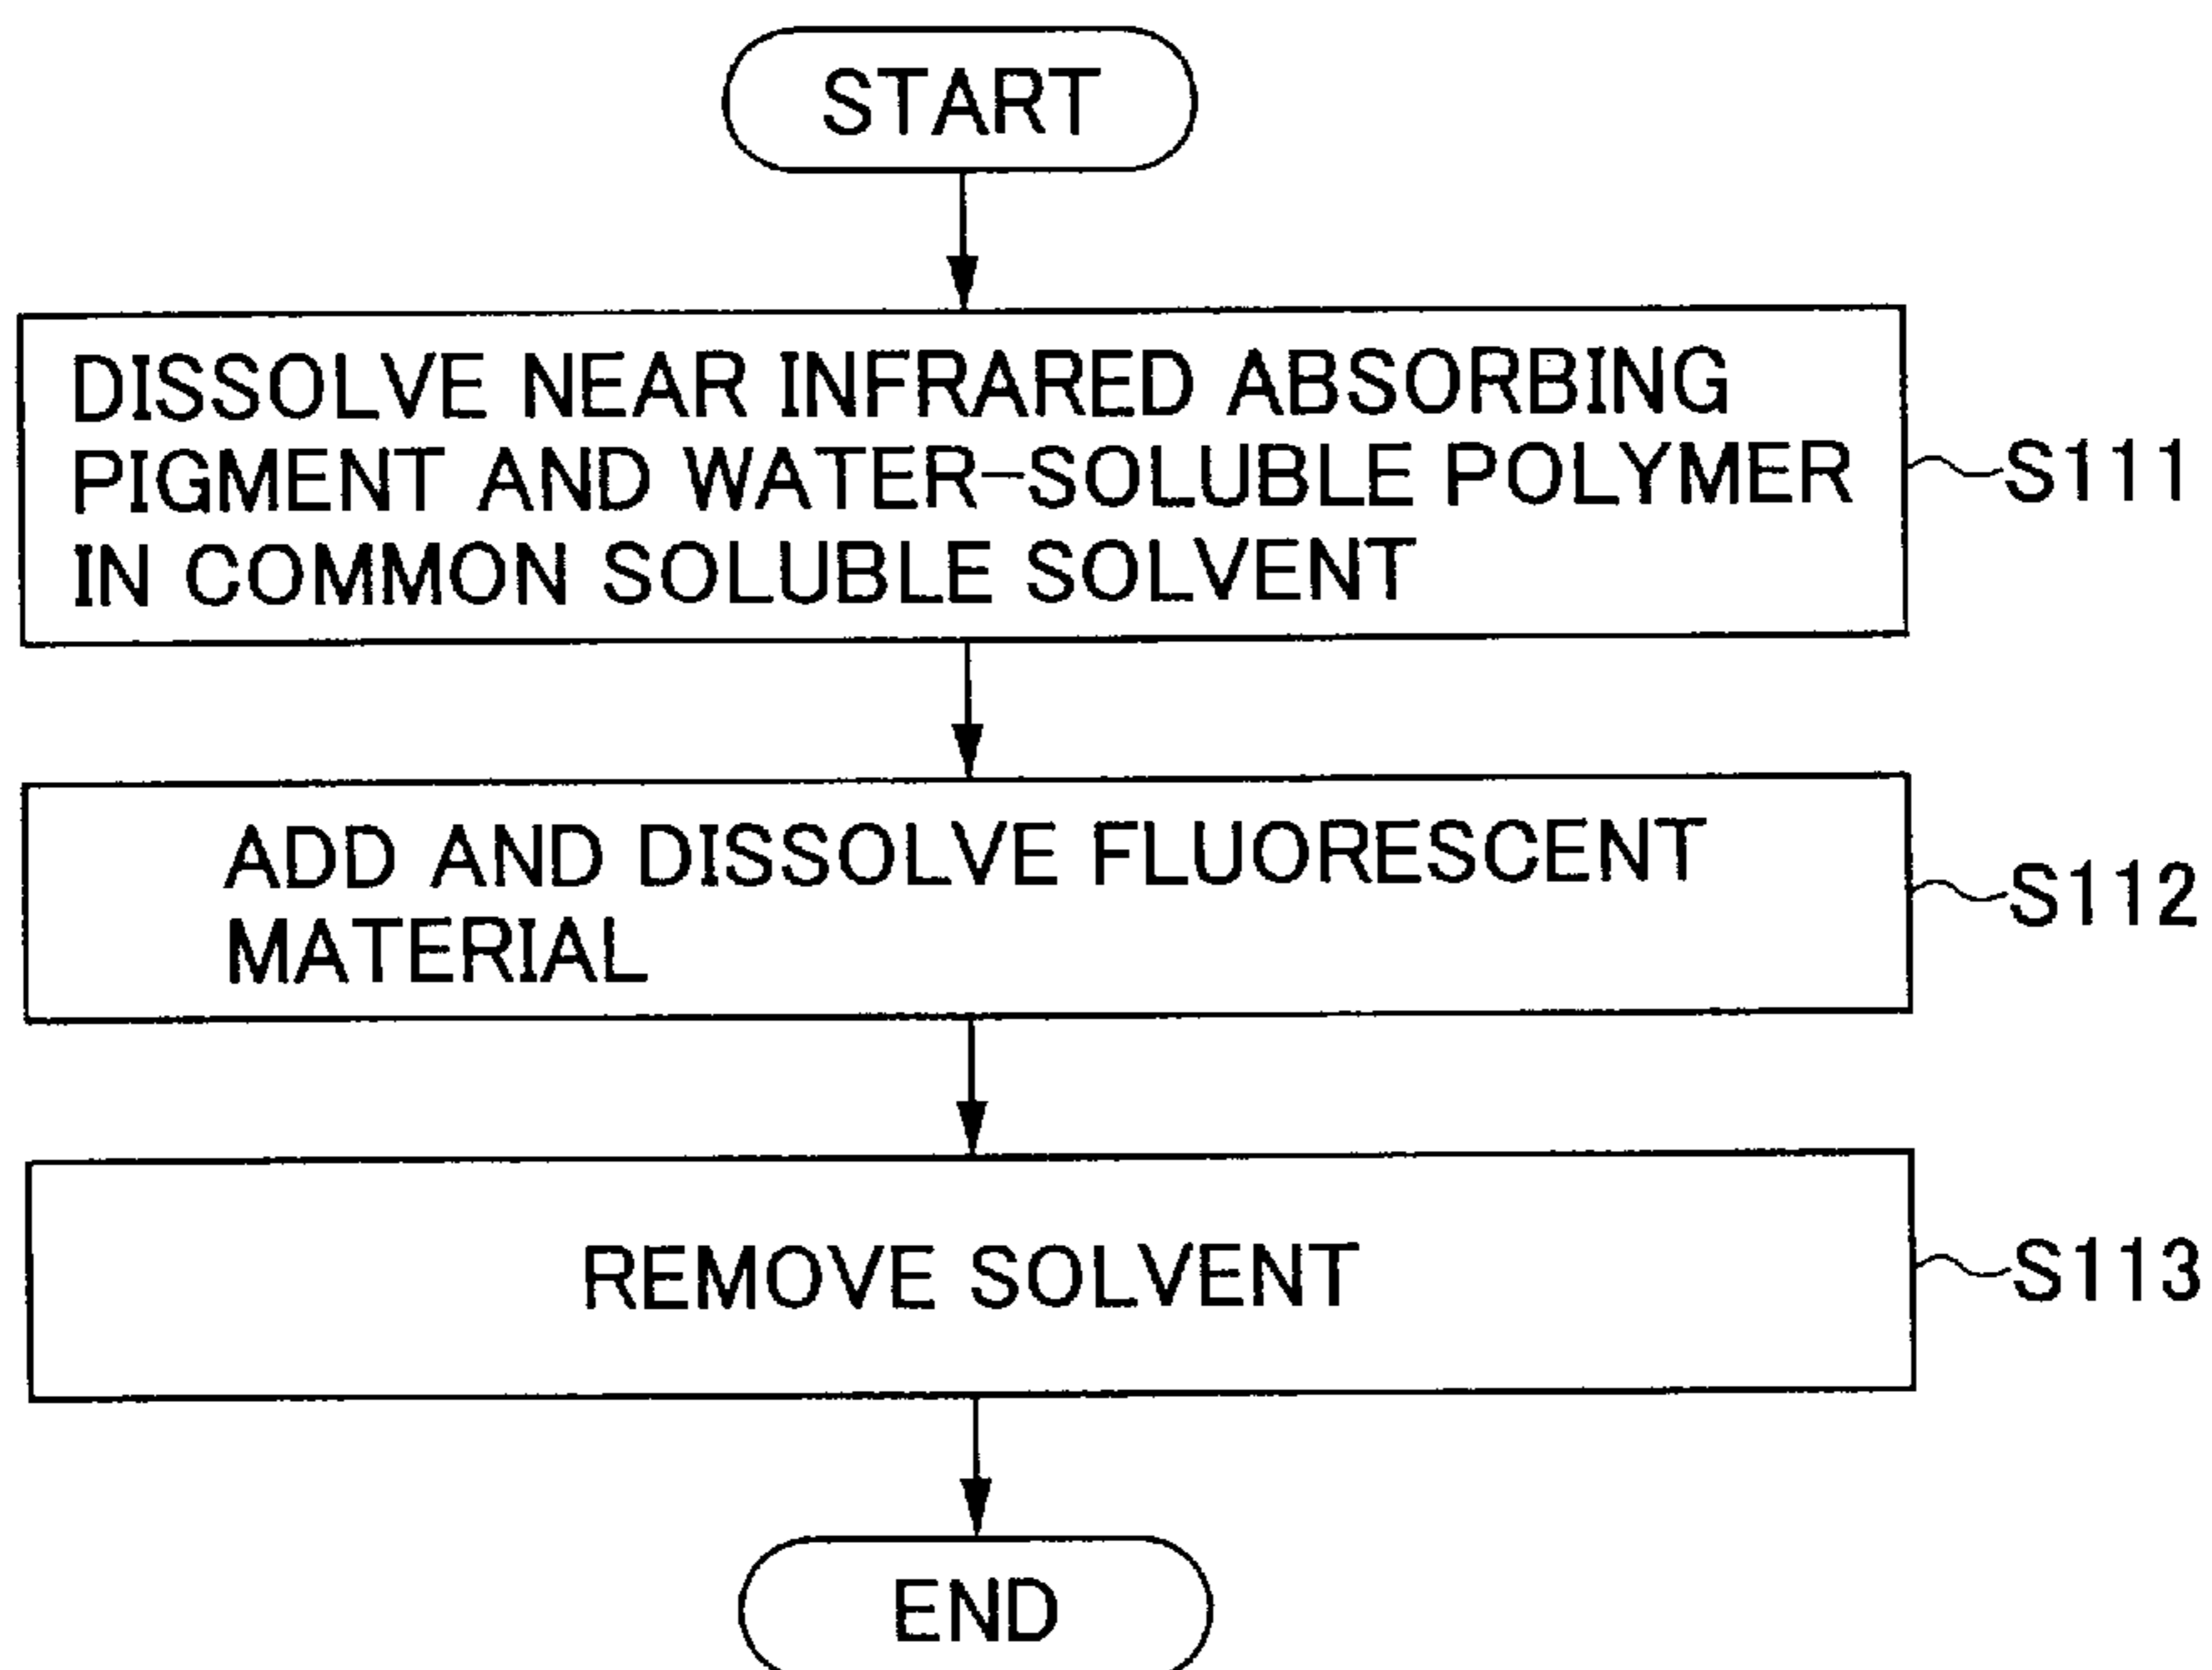 START
DISSOLVE NEAR INFRARED ABSORBING
PIGMENT AND WATER-SOLUBLE POLYMER
IN COMMON SOLUBLE SOLVENT
S111
ADD AND DISSOLVE FLUORESCENT
MATERIAL
S112
REMOVE SOLVENT
S113
END